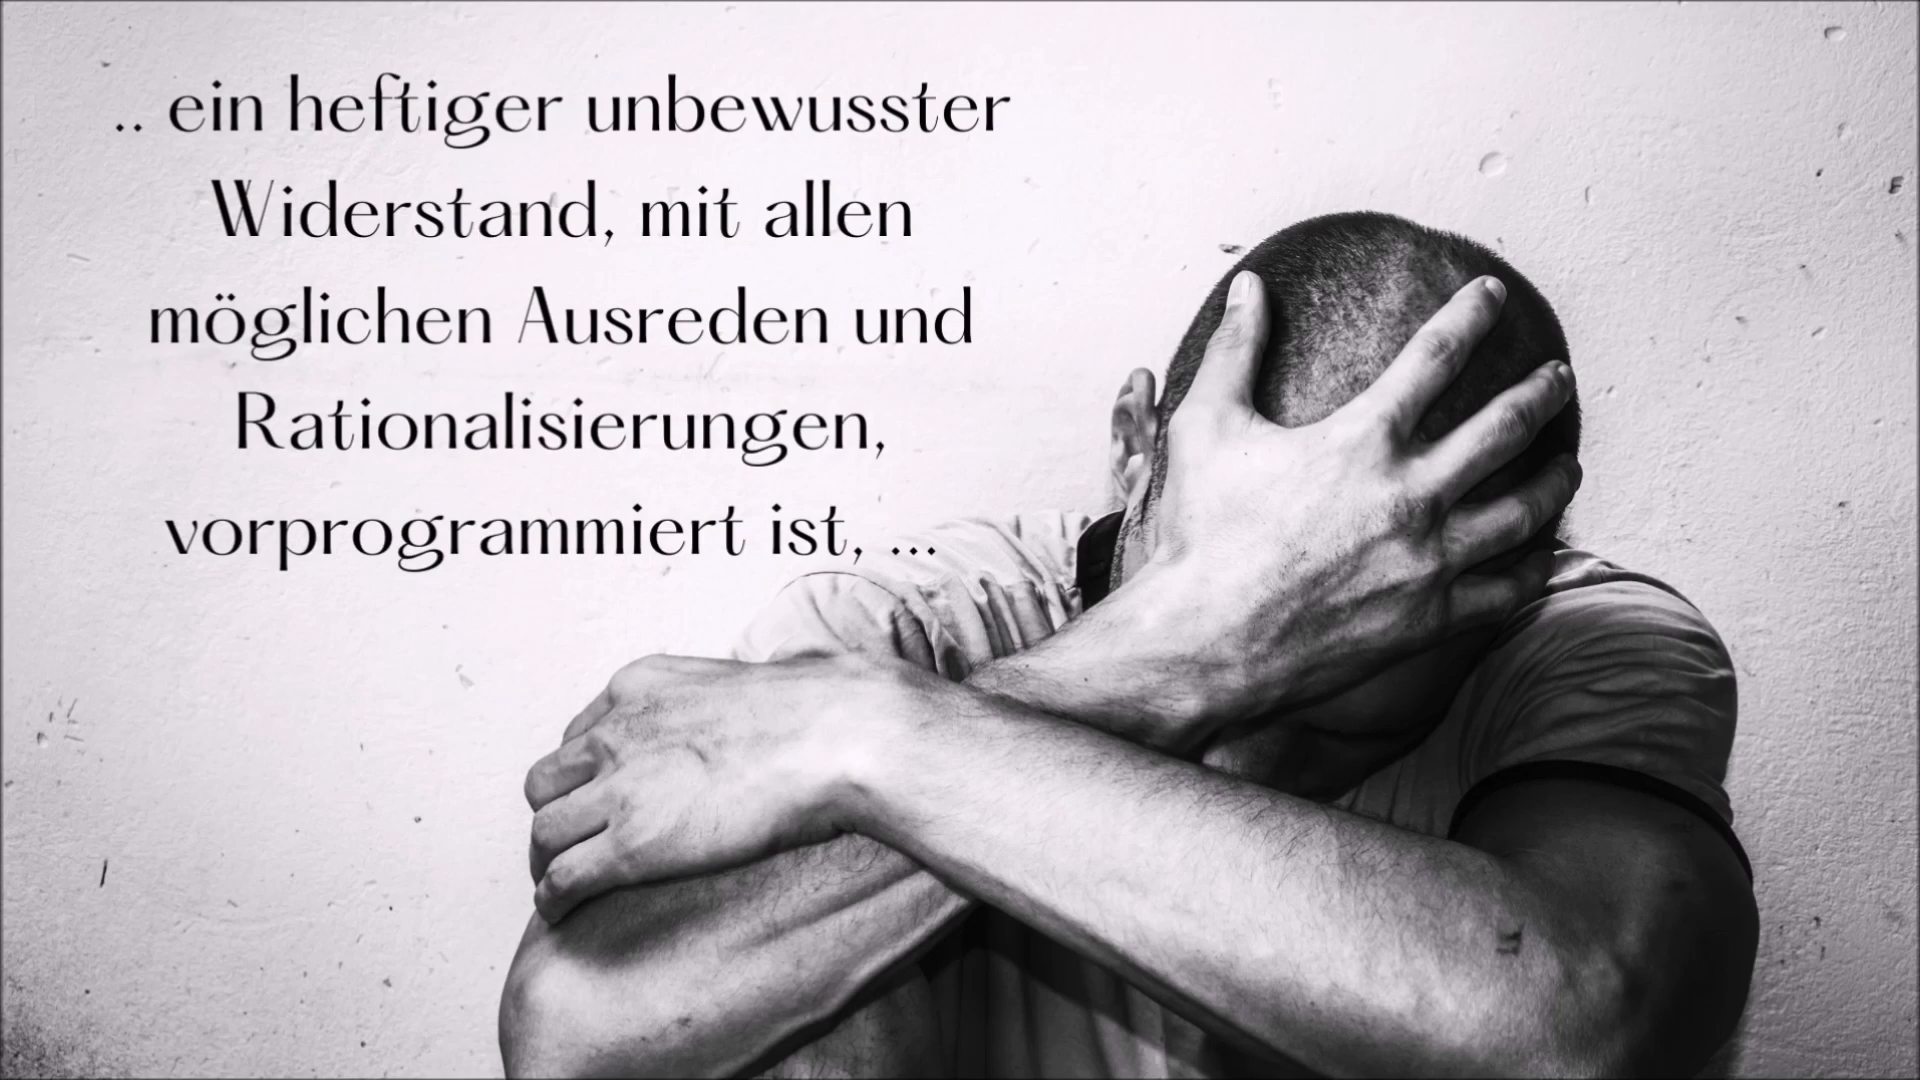 .. ein heftiger unbewusster
Widerstand, mit allen
möglichen Ausreden und
Rationalisierungen,
vorprogrammiert ist, ...